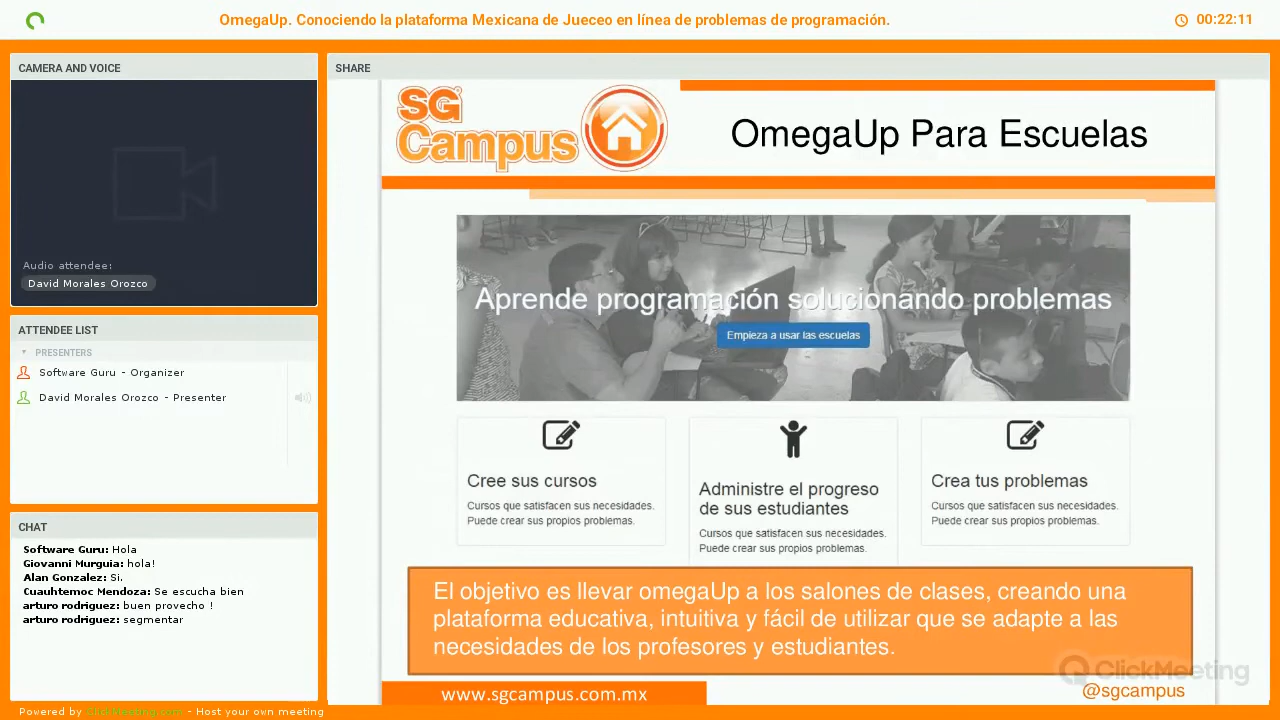 OmegaUp. Conociendo la plataforma Mexicana de Jueceo en línea de problemas de programación.
00:22:11
CAMERA AND VOICE
Audio attendee:
David Morales Orozco
ATTENDEE LIST
PRESENTERS
Software Guru - Organizer
David Morales Orozco - Presenter
CHAT
Software Guru: Hola
Giovanni Murguia: hola!
Alan Gonzalez: Si.
Cuauhtemoc Mendoza: Se escucha bien
arturo rodriguez: buen provecho !
arturo rodriguez: segmentar
Powered by ClickMeeting.com - Host your own meeting
SHARE
SG
Campus
OmegaUp Para Escuelas
Aprende programación solucionando problemas
Empieza a usar las escuelas
Cree sus cursos
Cursos que satisfacen sus necesidades.
Puede crear sus propios problemas.
Administre el progreso
de sus estudiantes
Cursos que satisfacen sus necesidades.
Puede crear sus propios problemas.
Crea tus problemas
Cursos que satisfacen sus necesidades.
Puede crear sus propios problemas.
El objetivo es llevar omegaUp a los salones de clases, creando una
plataforma educativa, intuitiva y fácil de utilizar que se adapte a las
necesidades de los profesores y estudiantes.
ClickMeeting
www.sgcampus.com.mx
@sgcampus